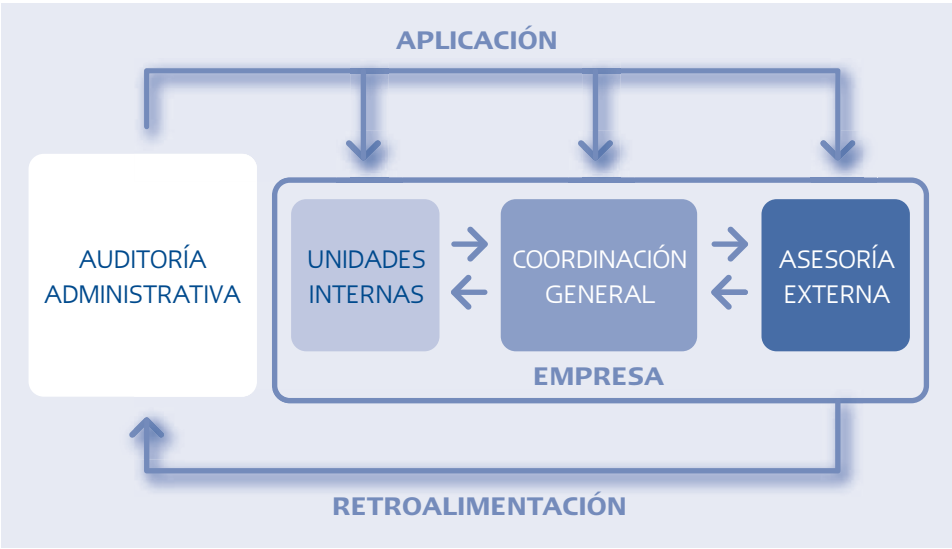 APLICACIÓN
AUDITORÍA
ADMINISTRATIVA
UNIDADES
INTERNAS
COORDINACIÓN
GENERAL
ASESORÍA
EXTERNA
EMPRESA
RETROALIMENTACIÓN